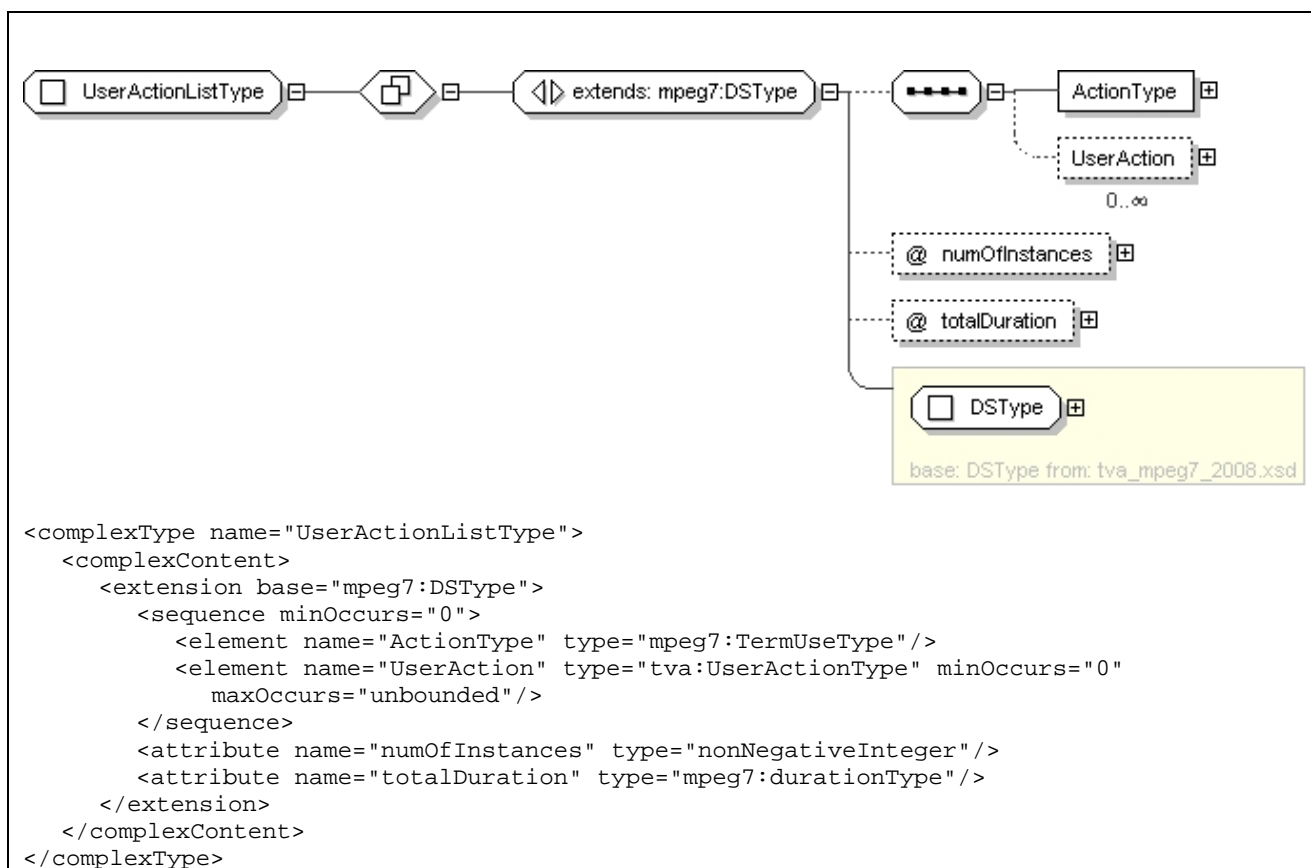 UserActionListType
extends: mpeg7:DSType
ActionType
UserAction
0..∞
@ numOfInstances
@ totalDuration
DSType
base: DSType from: tva_mpeg7_2008.xsd
<complexType name="UserActionListType">
<complexContent>
<extension base="mpeg7:DSType">
<sequence minOccurs="0">
<element name="ActionType" type="mpeg7:TermUseType"/>
<element name="UserAction" type="tva:UserActionType" minOccurs="0"
maxOccurs="unbounded"/>
</sequence>
<attribute name="numOfInstances" type="nonNegativeInteger"/>
<attribute name="totalDuration" type="mpeg7:durationType"/>
</extension>
</complexContent>
</complexType>